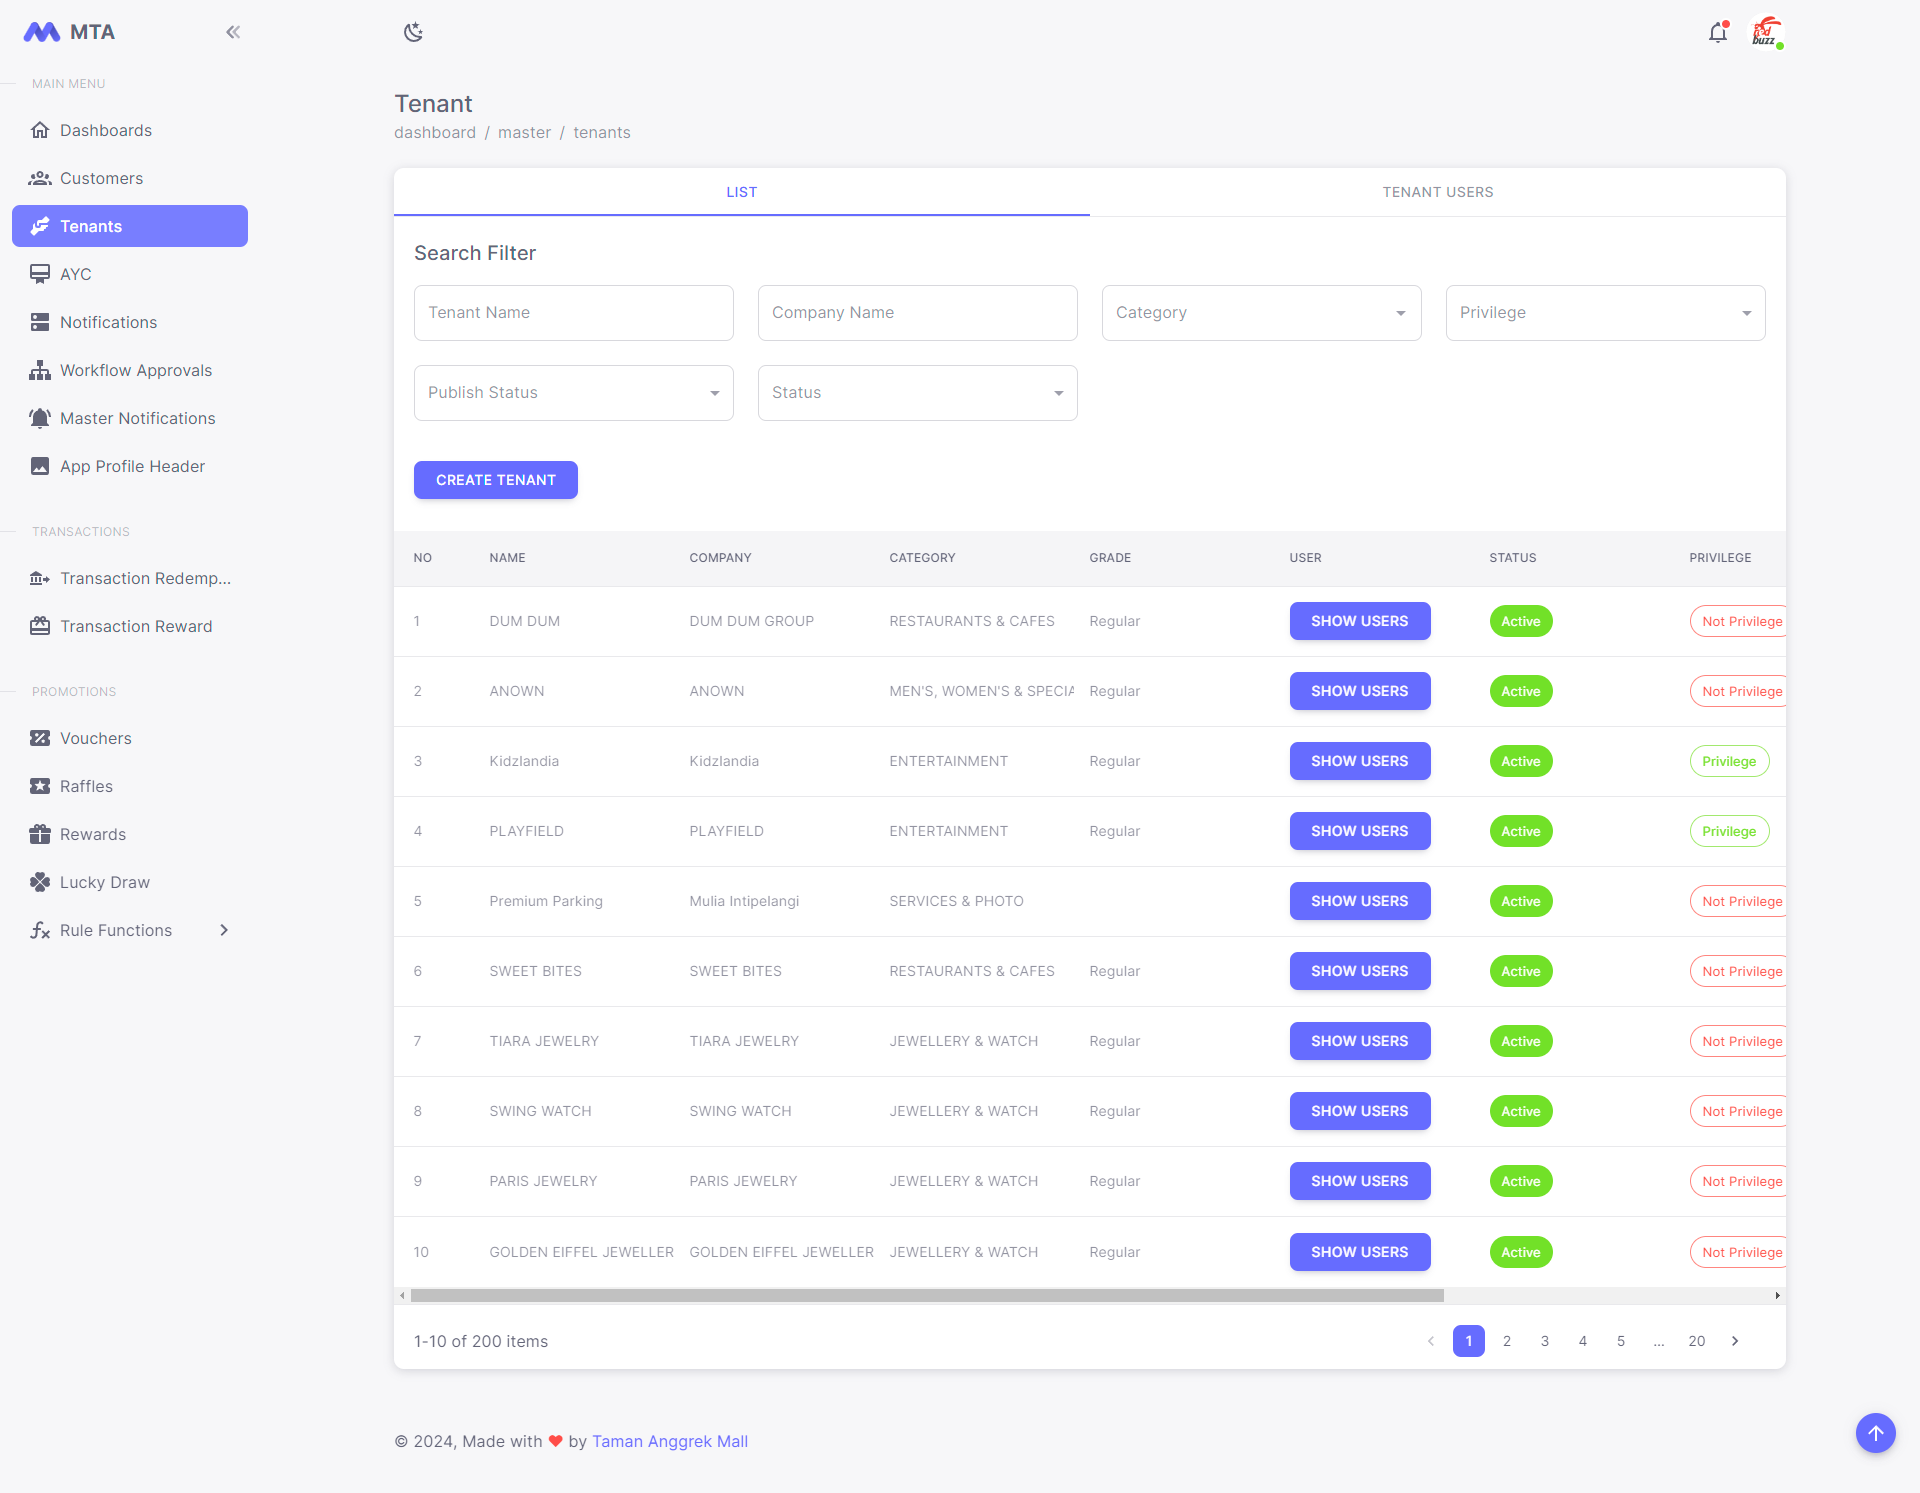 MTA
MAIN MENU
Dashboards
Customers
Tenants
AYC
Notifications
Workflow Approvals
Master Notifications
App Profile Header
TRANSACTIONS
Transaction Redemp...
Transaction Reward
PROMOTIONS
Vouchers
Raffles
Rewards
Lucky Draw
Rule Functions
Tenant
dashboard / master / tenants
LIST TENANT USERS
Search Filter
Tenant Name Company Name Category Privilege
Publish Status Status
CREATE TENANT
NO NAME COMPANY CATEGORY GRADE USER STATUS PRIVILEGE
1 DUM DUM DUM DUM GROUP RESTAURANTS & CAFES Regular SHOW USERS Active Not Privilege
2 ANOWN ANOWN MEN'S, WOMEN'S & SPECIA Regular SHOW USERS Active Not Privilege
3 Kidzlandia Kidzlandia ENTERTAINMENT Regular SHOW USERS Active Privilege
4 PLAYFIELD PLAYFIELD ENTERTAINMENT Regular SHOW USERS Active Privilege
5 Premium Parking Mulia Intipelangi SERVICES & PHOTO SHOW USERS Active Not Privilege
6 SWEET BITES SWEET BITES RESTAURANTS & CAFES Regular SHOW USERS Active Not Privilege
7 TIARA JEWELRY TIARA JEWELRY JEWELLERY & WATCH Regular SHOW USERS Active Not Privilege
8 SWING WATCH SWING WATCH JEWELLERY & WATCH Regular SHOW USERS Active Not Privilege
9 PARIS JEWELRY PARIS JEWELRY JEWELLERY & WATCH Regular SHOW USERS Active Not Privilege
10 GOLDEN EIFFEL JEWELLER GOLDEN EIFFEL JEWELLER JEWELLERY & WATCH Regular SHOW USERS Active Not Privilege
1-10 of 200 items 1 2 3 4 5 ... 20
© 2024, Made with ❤ by Taman Anggrek Mall
buzz